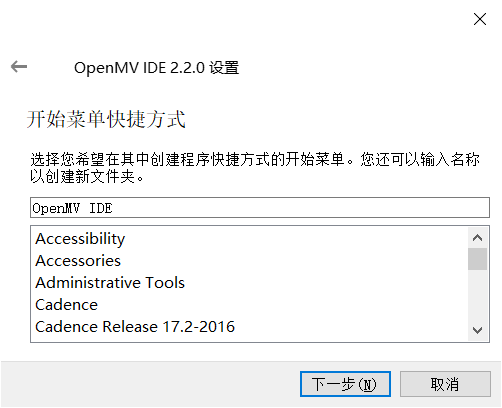 OpenMV IDE 2.2.0 设置
开始菜单快捷方式
选择您希望在其中创建程序快捷方式的开始菜单。您还可以输入名称
以创建新文件夹。
OpenMV IDE
Accessibility
Accessories
Administrative Tools
Cadence
Cadence Release 17.2-2016
下一步(N)
取消